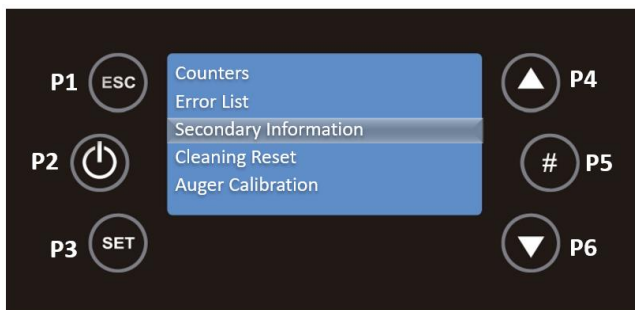 P1 ESC
P2
P3 SET
Counters
Error List
Secondary Information
Cleaning Reset
Auger Calibration
P4
# P5
P6